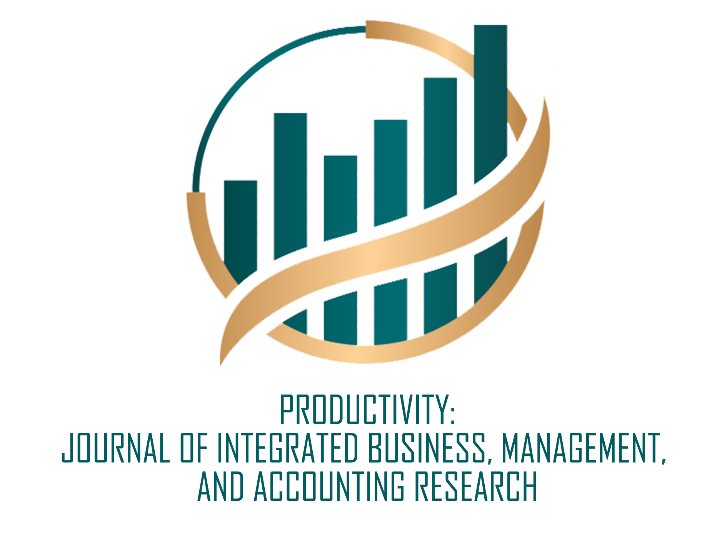 PRODUCTIVITY:
JOURNAL OF INTEGRATED BUSINESS, MANAGEMENT,
AND ACCOUNTING RESEARCH